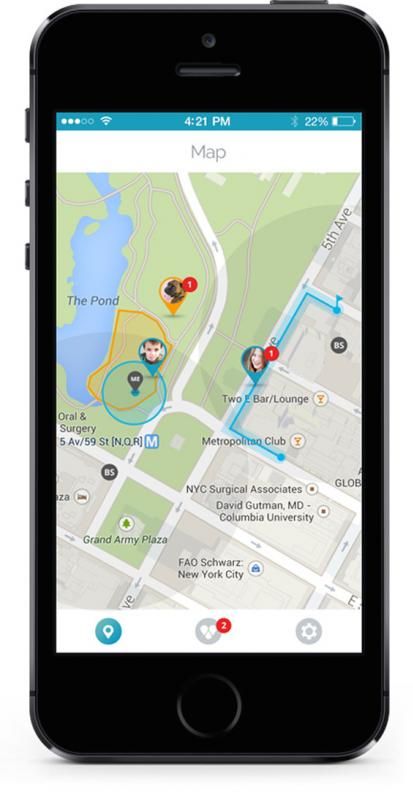 4:21 PM
22%
Map
5th Ave
1
The Pond
BS
1
ME
Two E Bar/Lounge
Oral &
Surgery
5 Av/59 St [N,Q,R] M
Metropolitan Club
BS
GLOB
NYC Surgical Associates
aza
David Gutman, MD -
Columbia University
Grand Army Plaza
FAO Schwarz:
New York City
ve
E
2